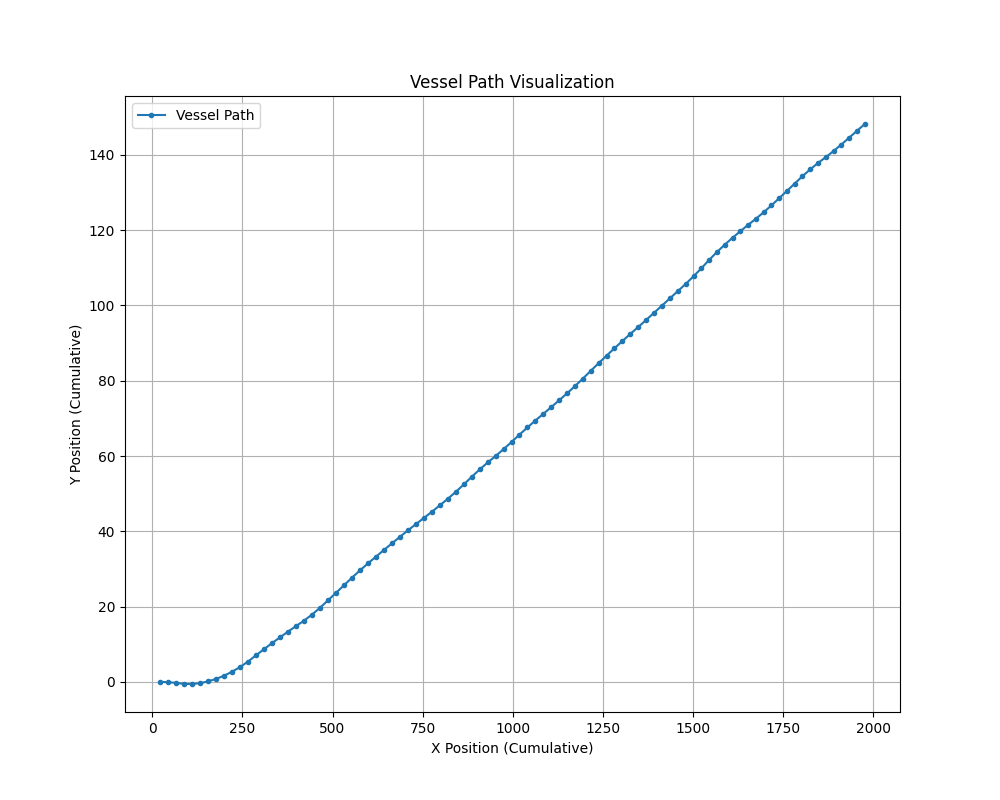 Vessel Path Visualization
Vessel Path
Y Position (Cumulative)
140
120
100
80
60
40
20
0
0 250 500 750 1000 1250 1500 1750 2000
X Position (Cumulative)